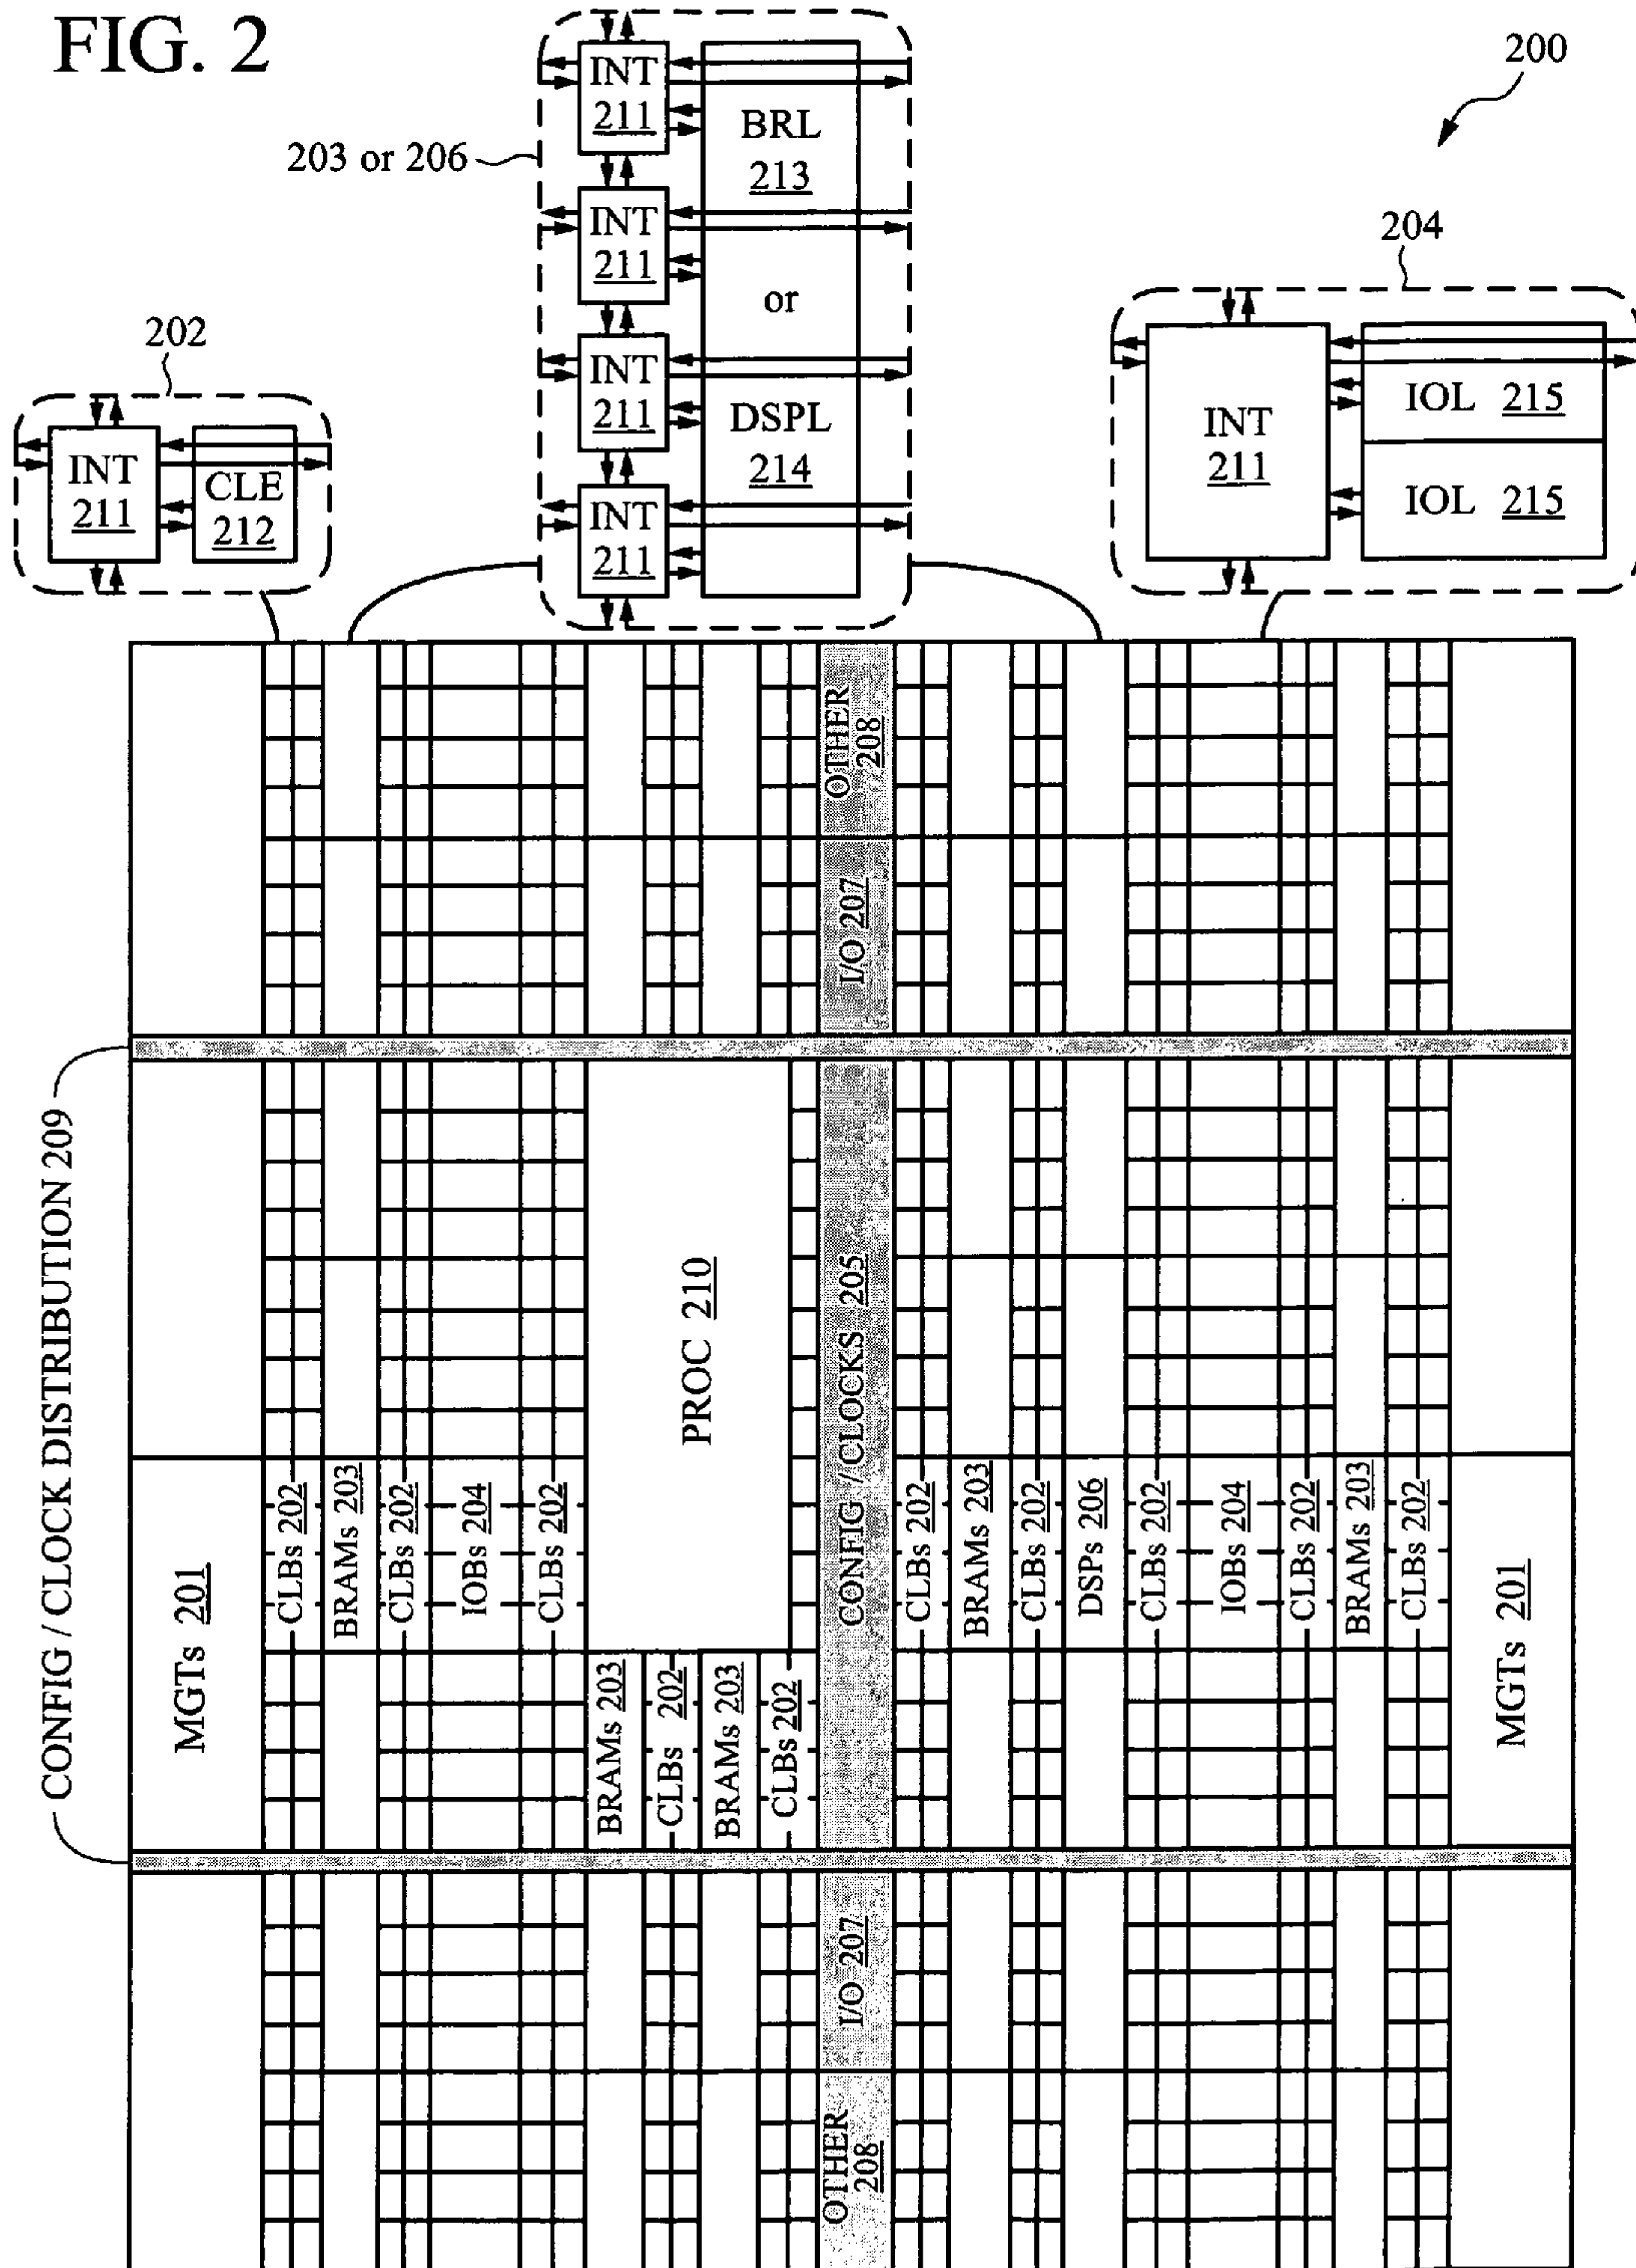 FIG. 2
200
203 or 206
INT
211
BRL
213
INT
211
or
INT
211
DSPL
214
INT
211
202
INT
211
CLE
212
204
INT
211
IOL 215
IOL 215
OTHER
208
I/O 207
CONFIG / CLOCK DISTRIBUTION 209
PROC 210
CONFIG / CLOCKS 205
MGTs 201
CLBs 202
BRAMs 203
CLBs 202
IOBs 204
CLBs 202
BRAMs 203
CLBs 202
BRAMs 203
CLBs 202
CLBs 202
BRAMs 203
CLBs 202
DSPs 206
CLBs 202
IOBs 204
CLBs 202
BRAMs 203
CLBs 202
MGTs 201
I/O 207
OTHER
208